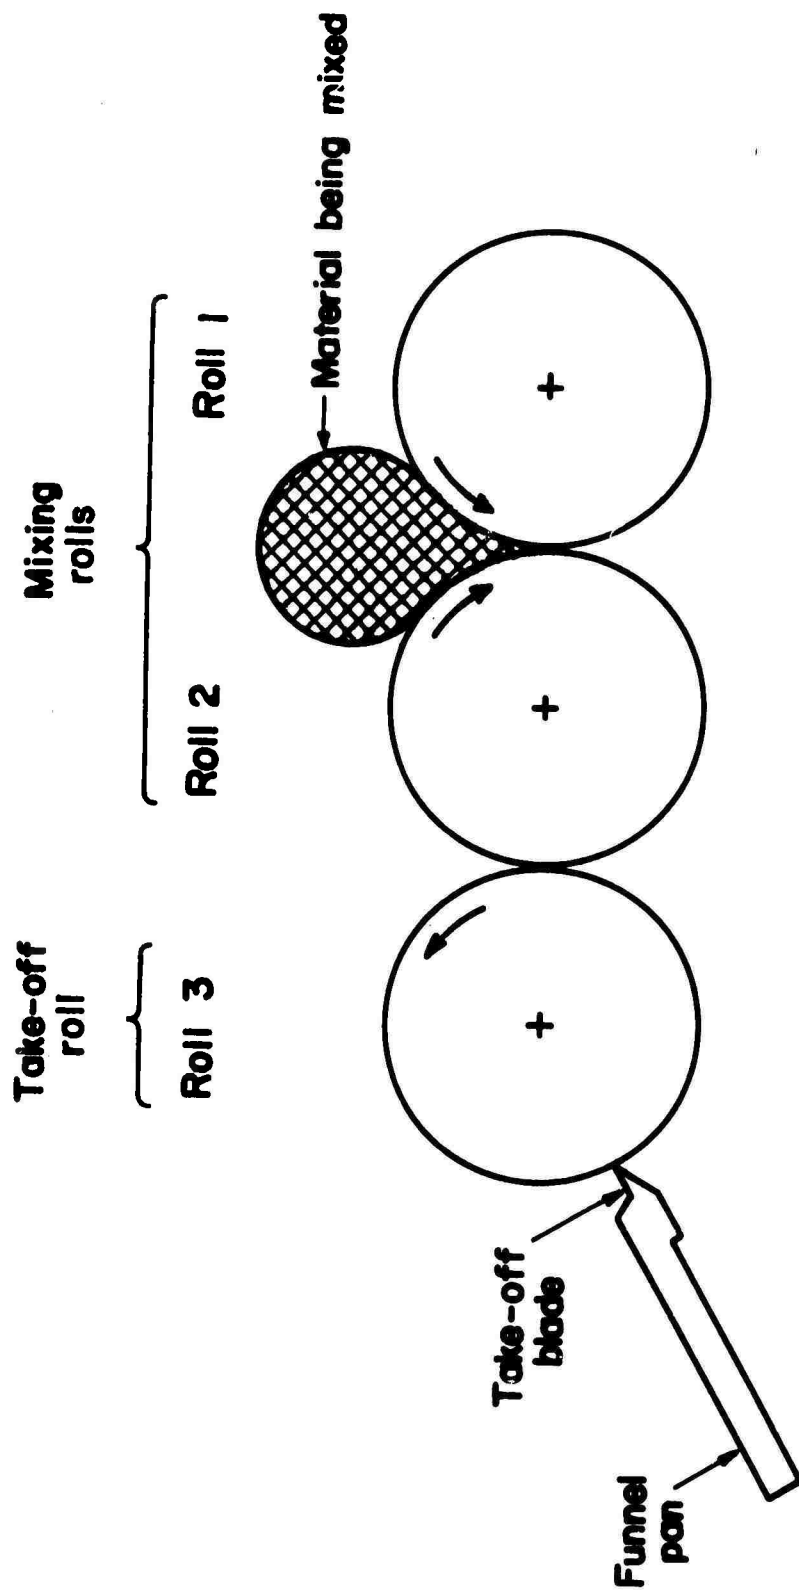 Take-off
roll
Roll 3
Mixing
rolls
Roll 2
Roll 1
Material being mixed
Take-off
blade
Funnel
pan